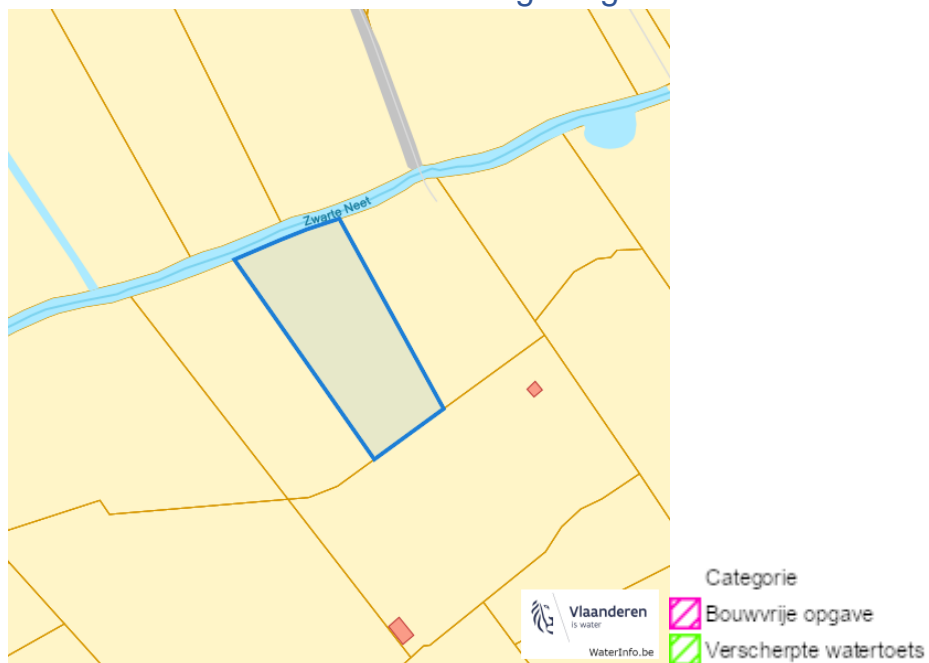 Zwarte Neet
Categorie
Bouwvrije opgave
Verscherpte watertoets
Vlaanderen
is water
WaterInfo.be